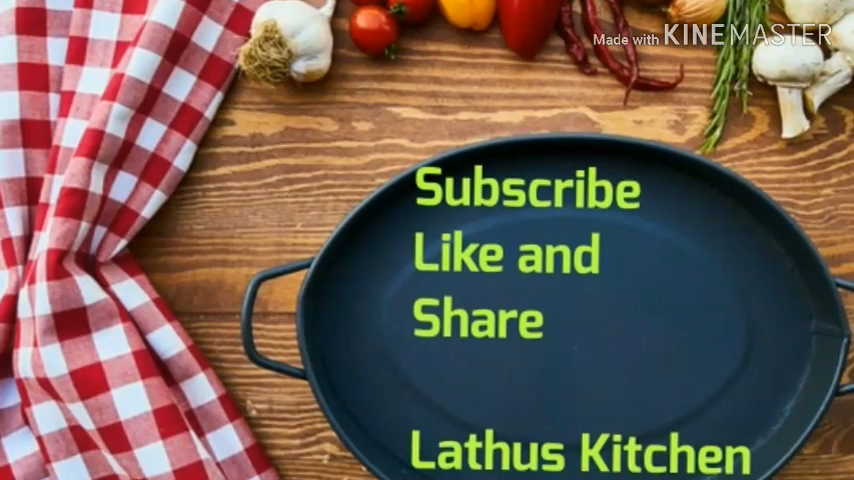 Made with KINEMASTER
Subscribe
Like and
Share
Lathus Kitchen